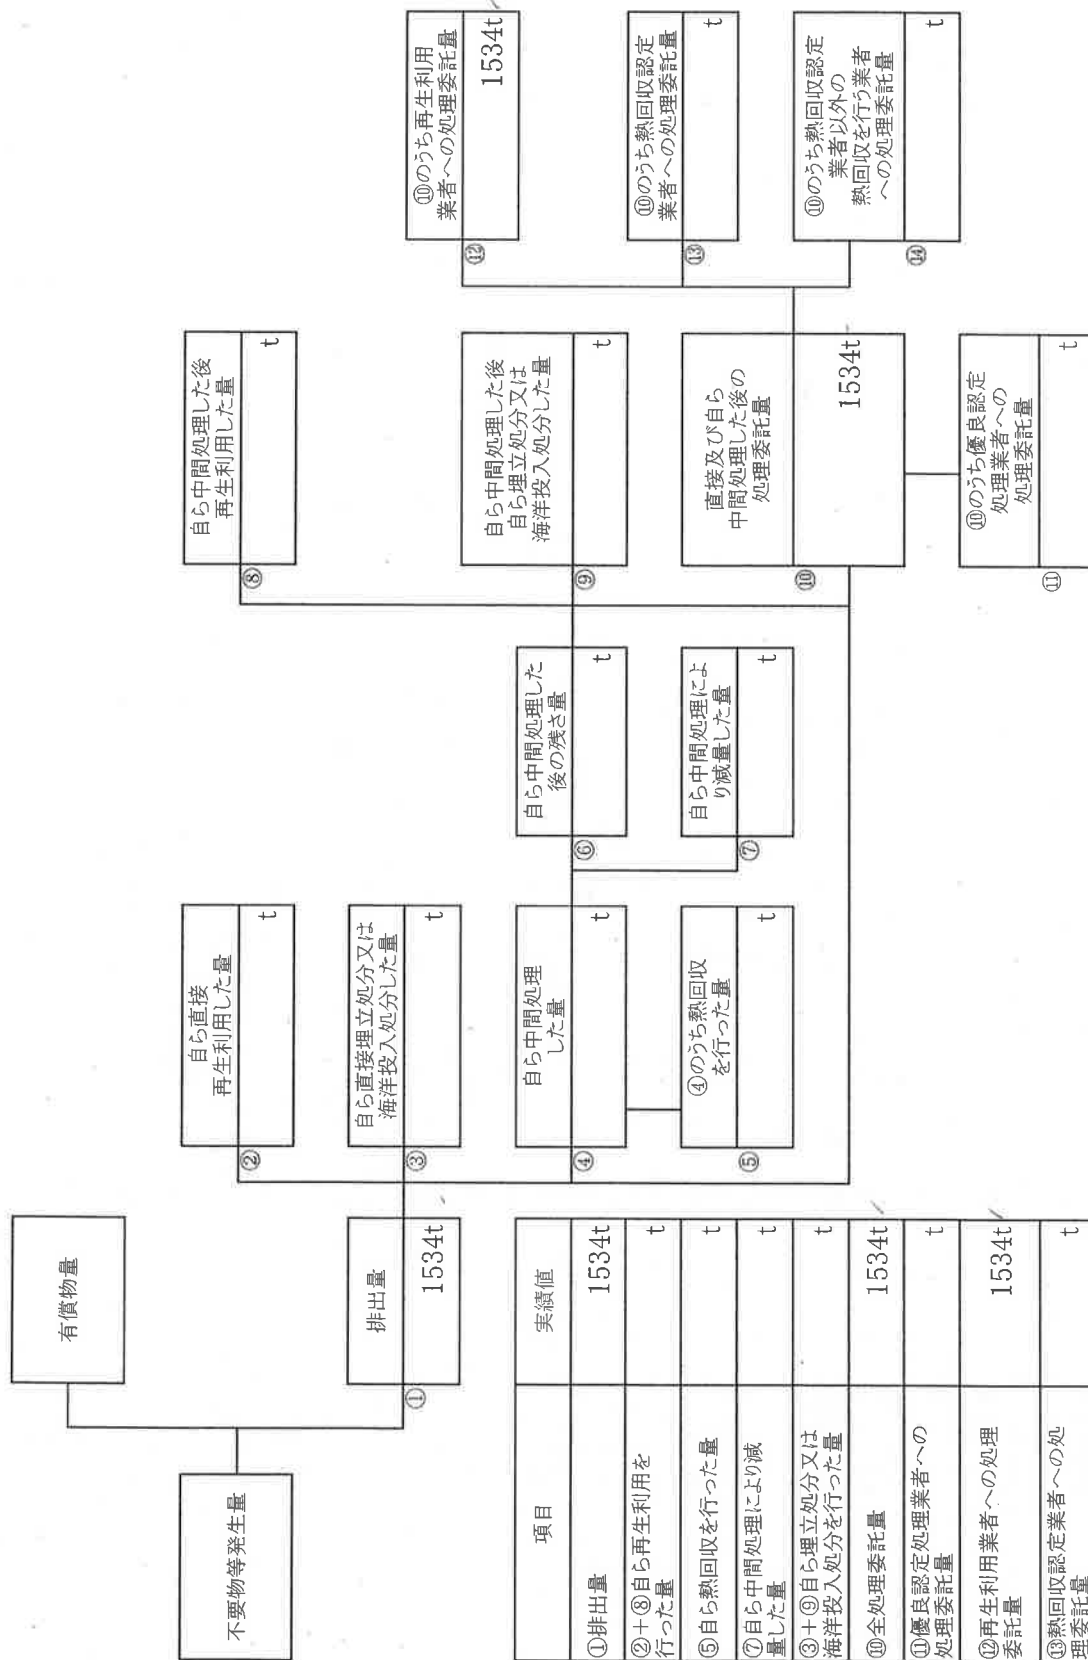 不要物等発生量
有償物量
排出量
①
1534t
自ら直接
再生利用した量
②
t
自ら直接埋立処分又は
海洋投入処分した量
③
t
自ら中間処理
した量
④
t
④のうち熱回収
を行った量
⑤
t
自ら中間処理した
後の残さ量
⑥
t
自ら中間処理によ
り減量した量
⑦
t
自ら中間処理した後
再生利用した量
⑧
t
自ら中間処理した後
自ら埋立処分又は
海洋投入処分した量
⑨
t
直接及び自ら
中間処理した後の
処理委託量
⑩
1534t
⑩のうち優良認定
処理業者への
処理委託量
⑪
t
⑩のうち再生利用
業者への処理委託量
⑫
1534t
⑩のうち熱回収認定
業者への処理委託量
⑬
t
⑩のうち熱回収認定
業者以外の
熱回収を行う業者
への処理委託量
⑭
t
項目 実績値
①排出量 1534t
②+⑧自ら再生利用を
行った量 t
⑤自ら熱回収を行った量 t
⑦自ら中間処理により減
量した量 t
③+⑨自ら埋立処分又は
海洋投入処分を行った量 t
⑩全処理委託量 1534t
⑪優良認定処理業者への
処理委託量 t
⑫再生利用業者への処理
委託量 1534t
⑬熱回収認定業者への処
理委託量 t